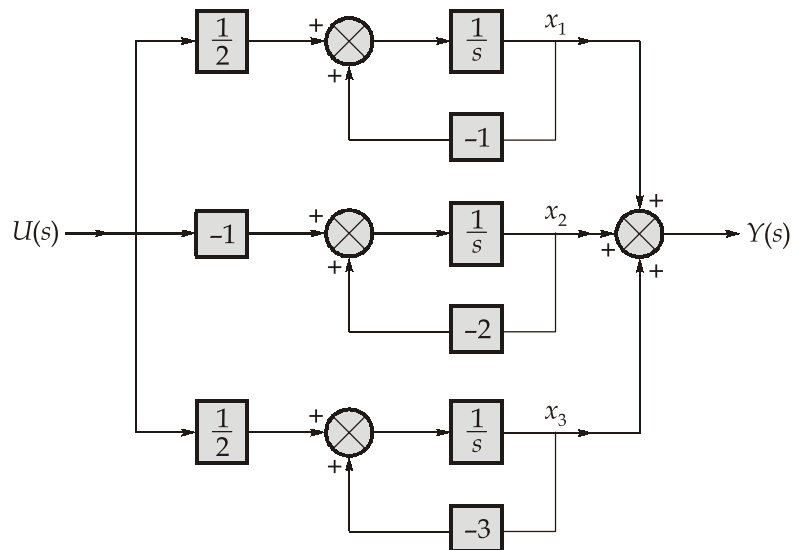 1/2 + + 1/s x₁ +
–1
U(s) –1 + + 1/s x₂ + Y(s)
–2
1/2 + + 1/s x₃ +
–3